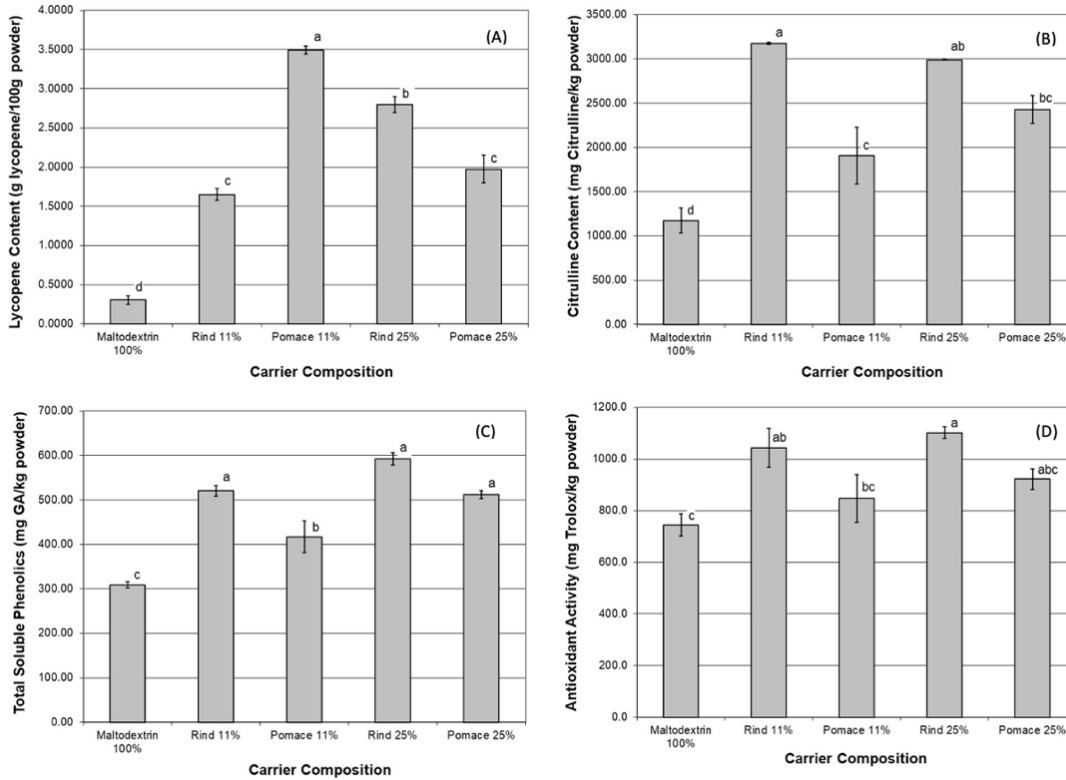 (A)
Lycopene Content (g lycopene/100g powder)
4.0000
3.5000
3.0000
2.5000
2.0000
1.5000
1.0000
0.5000
0.0000
d
c
a
b
c
Maltodextrin
100%
Rind 11%
Pomace 11%
Rind 25%
Pomace 25%
Carrier Composition
(B)
Citrulline Content (mg Citrulline/kg powder)
3500.00
3000.00
2500.00
2000.00
1500.00
1000.00
500.00
0.00
d
a
c
ab
bc
Maltodextrin
100%
Rind 11%
Pomace 11%
Rind 25%
Pomace 25%
Carrier Composition
(C)
Total Soluble Phenolics (mg GA/kg powder)
700.00
600.00
500.00
400.00
300.00
200.00
100.00
0.00
c
a
b
a
a
Maltodextrin
100%
Rind 11%
Pomace 11%
Rind 25%
Pomace 25%
Carrier Composition
(D)
Antioxidant Activity (mg Trolox/kg powder)
1200.0
1000.0
800.0
600.0
400.0
200.0
0.0
c
ab
bc
a
abc
Maltodextrin
100%
Rind 11%
Pomace 11%
Rind 25%
Pomace 25%
Carrier Composition